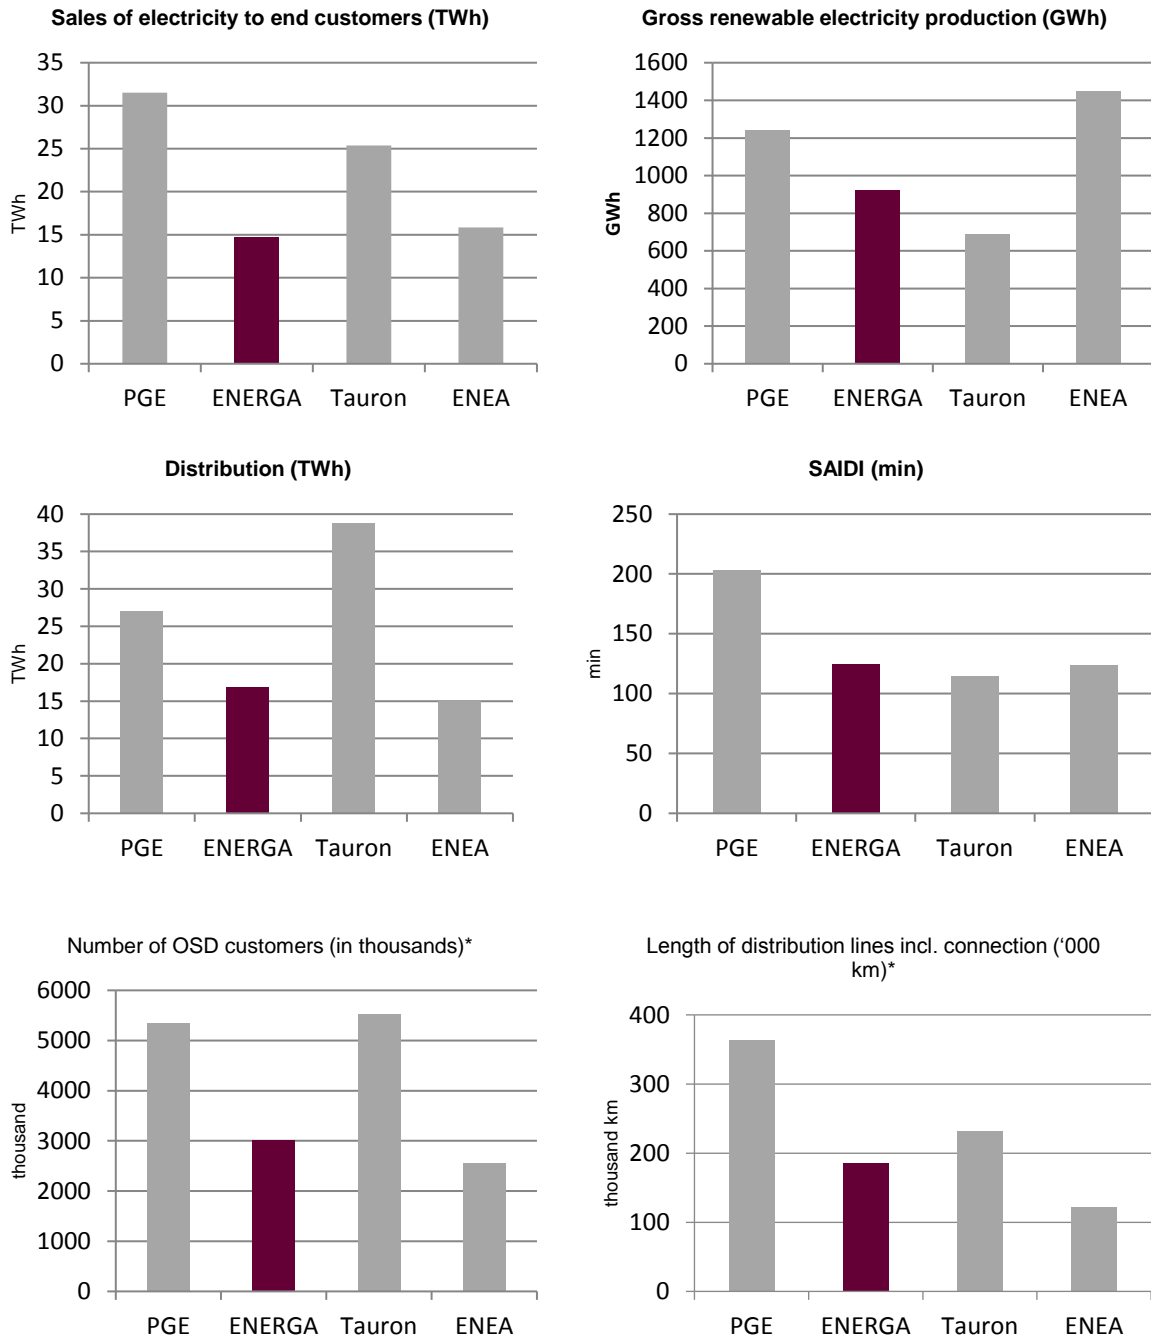 Sales of electricity to end customers (TWh)
35
30
25
20
15
10
5
0
TWh
PGE ENERGA Tauron ENEA
Gross renewable electricity production (GWh)
1600
1400
1200
1000
800
600
400
200
0
GWh
PGE ENERGA Tauron ENEA
Distribution (TWh)
40
35
30
25
20
15
10
5
0
TWh
PGE ENERGA Tauron ENEA
SAIDI (min)
250
200
150
100
50
0
min
PGE ENERGA Tauron ENEA
Number of OSD customers (in thousands)*
6000
5000
4000
3000
2000
1000
0
thousand
PGE ENERGA Tauron ENEA
Length of distribution lines incl. connection (‘000
km)*
400
300
200
100
0
thousand km
PGE ENERGA Tauron ENEA